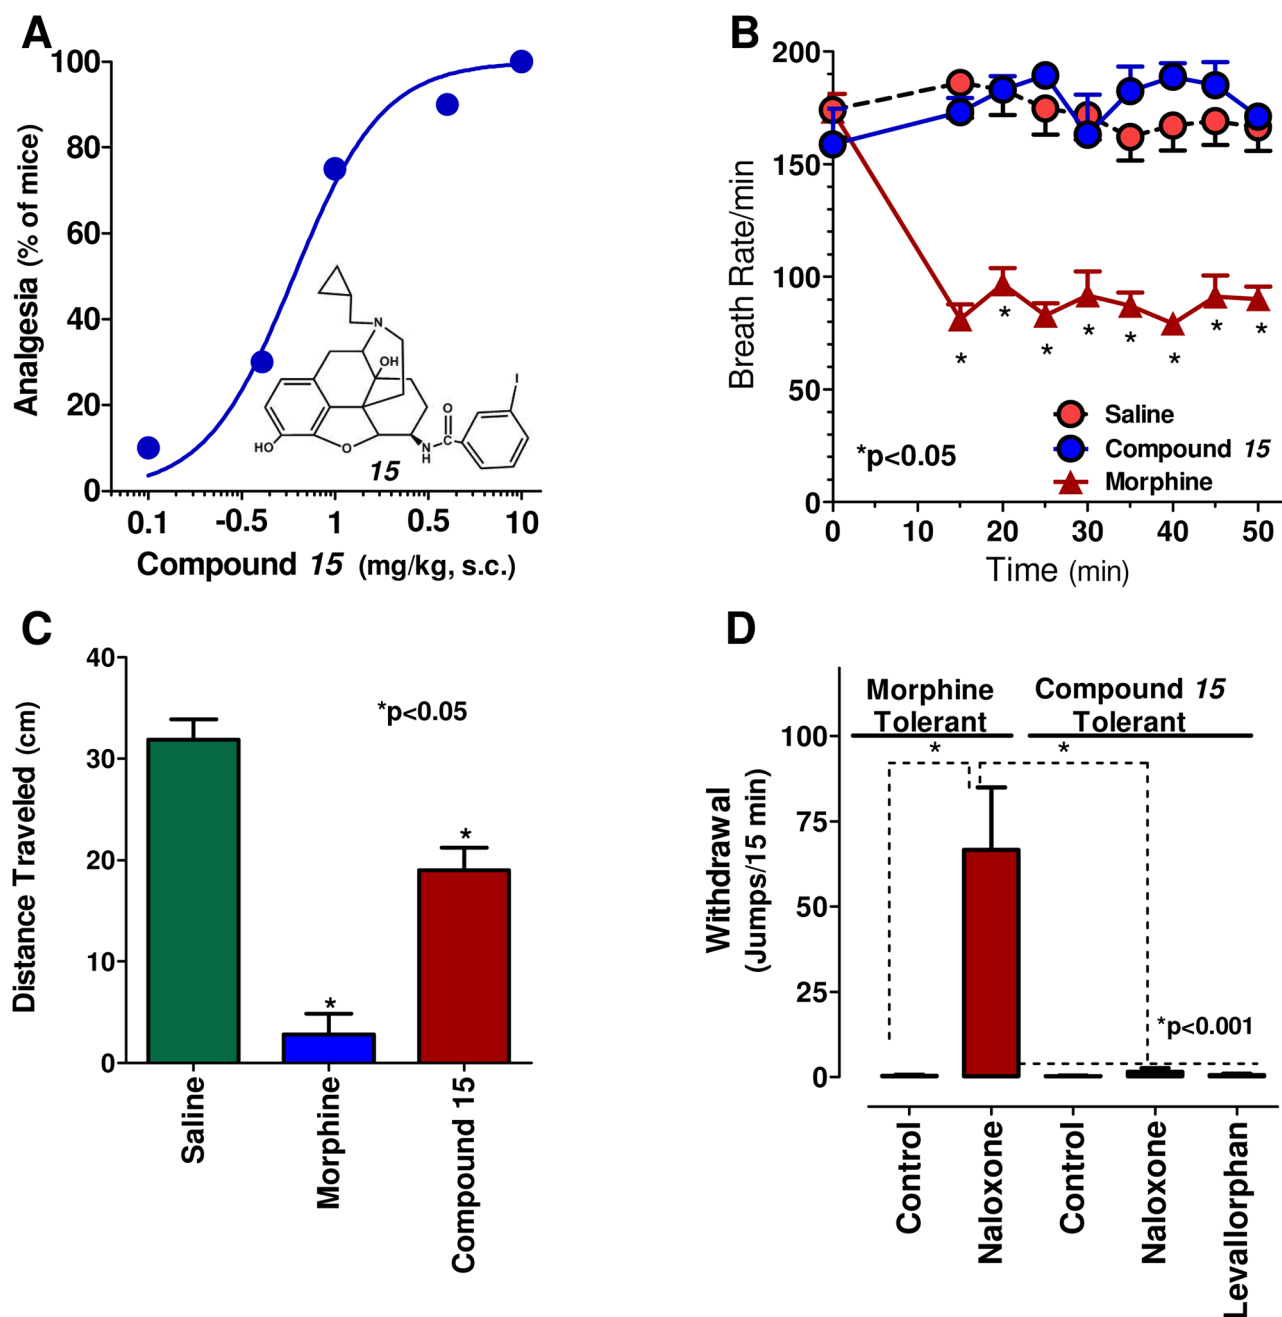 A
Analgesia (% of mice)
100
80
60
40
20
0
0.1
-0.5
1
0.5
10
Compound 15 (mg/kg, s.c.)
N
OH
HO
O
N
H
C
O
I
15
B
Breath Rate/min
200
150
100
50
0
0
10
20
30
40
50
Time (min)
* * * * * * * *
*p<0.05
Saline
Compound 15
Morphine
C
Distance Traveled (cm)
40
30
20
10
0
*p<0.05
*
*
Saline
Morphine
Compound 15
D
Withdrawal
(Jumps/15 min)
100
75
50
25
0
Morphine
Tolerant
Compound 15
Tolerant
*
*
*p<0.001
Control
Naloxone
Control
Naloxone
Levallorphan